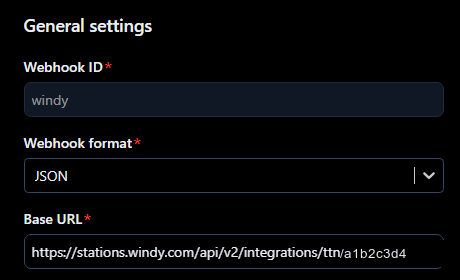 General settings
Webhook ID*
windy
Webhook format*
JSON
Base URL*
https://stations.windy.com/api/v2/integrations/ttn/a1b2c3d4